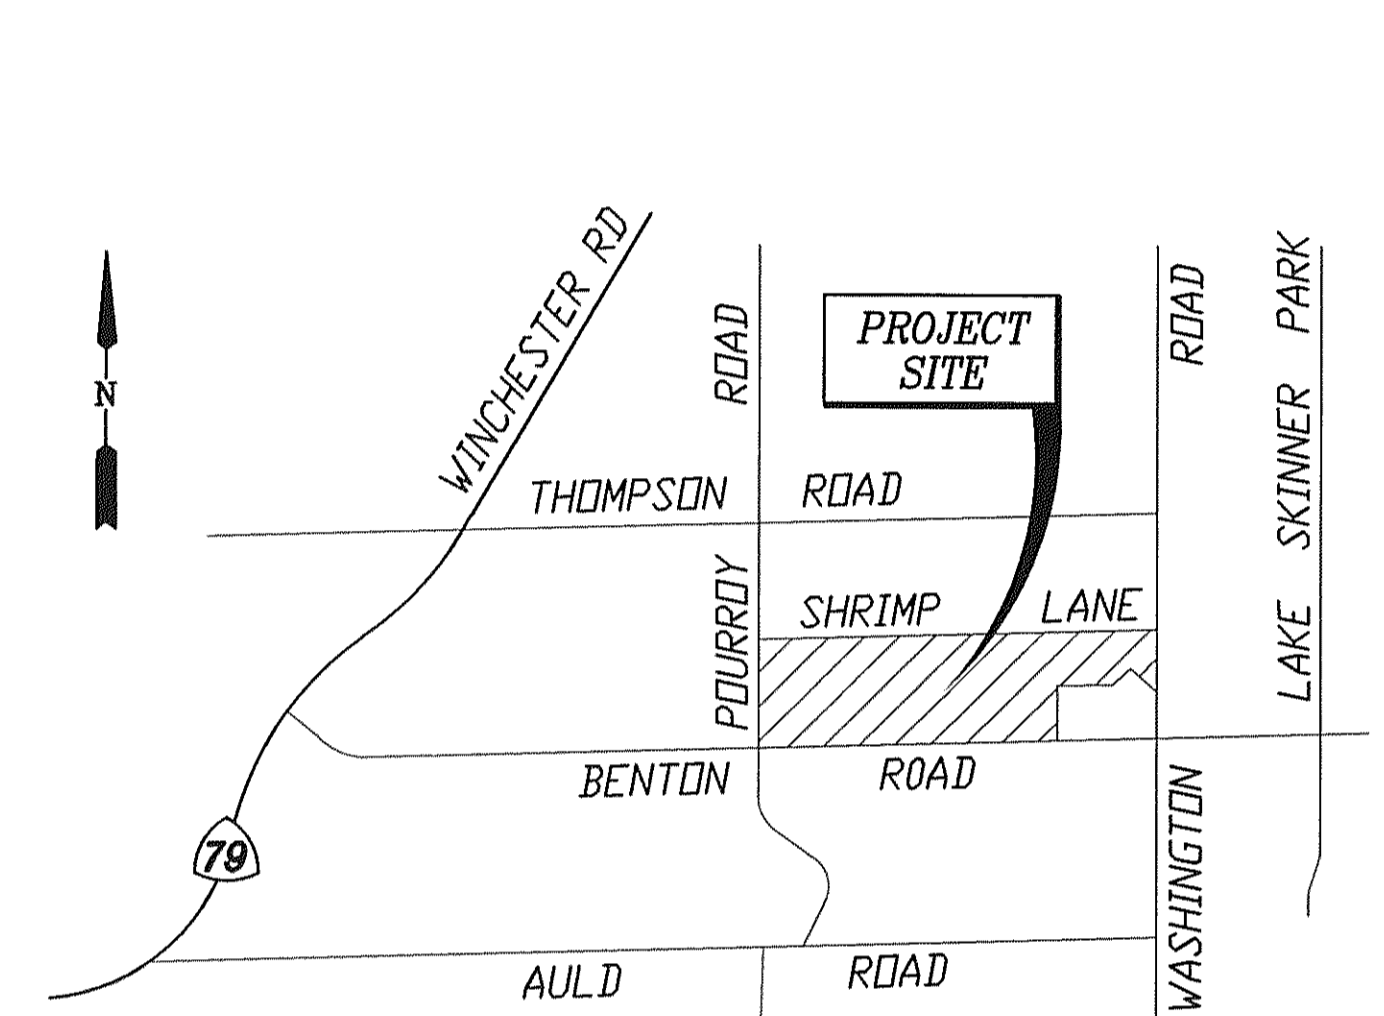 WINCHESTER RD
N
PROJECT
SITE
THOMPSON ROAD
SHRIMP LANE
POURROY ROAD
BENTON ROAD
79
AULD ROAD
WASHINGTON ROAD
LAKE SKINNER PARK